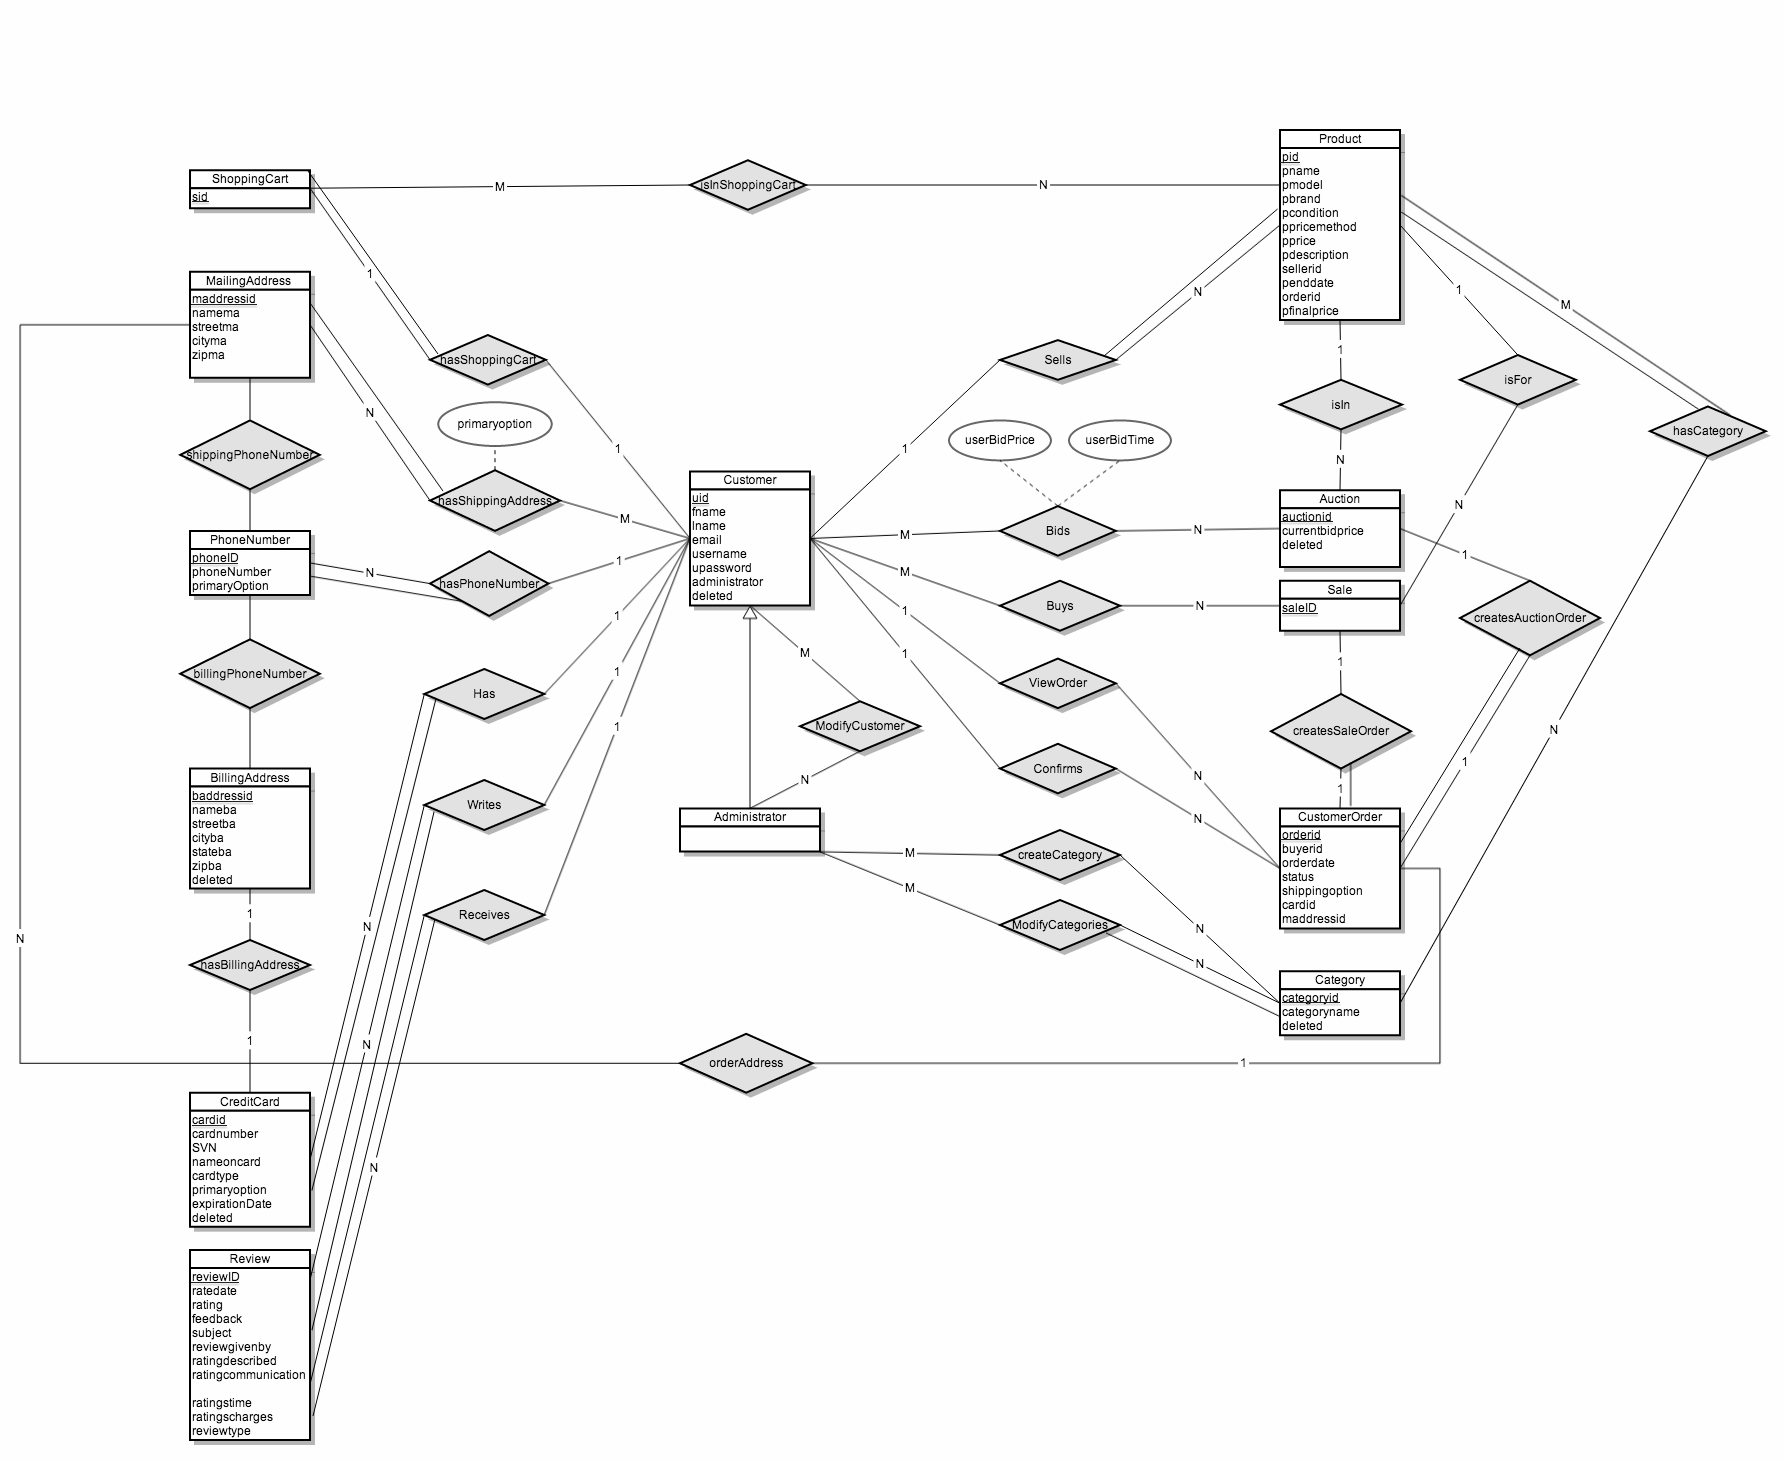 Product
pid
pname
pmodel
pbrand
pcondition
ppricemethod
pprice
pdescription
sellerid
penddate
orderid
pfinalprice
ShoppingCart
sid
M
isInShoppingCart
N
MailingAddress
maddressid
namema
streetma
cityma
zipma
1
hasShoppingCart
1
N
primaryoption
hasShippingAddress
M
shippingPhoneNumber
PhoneNumber
phoneID
phoneNumber
primaryOption
N
hasPhoneNumber
1
billingPhoneNumber
Customer
uid
fname
lname
email
username
upassword
administrator
deleted
Sells
1
N
userBidPrice
userBidTime
M
Bids
N
M
Buys
N
1
ViewOrder
N
1
Confirms
N
1
isIn
N
1
isFor
N
M
hasCategory
N
Auction
auctionid
currentbidprice
deleted
1
createsAuctionOrder
1
Sale
saleID
1
createsSaleOrder
1
CustomerOrder
orderid
buyerid
orderdate
status
shippingoption
cardid
maddressid
Has
1
N
Writes
1
N
Receives
1
N
M
ModifyCustomer
N
Administrator
M
createCategory
N
M
ModifyCategories
N
Category
categoryid
categoryname
deleted
BillingAddress
baddressid
nameba
streetba
cityba
stateba
zipba
deleted
1
hasBillingAddress
1
N
orderAddress
1
CreditCard
cardid
cardnumber
SVN
nameoncard
cardtype
primaryoption
expirationDate
deleted
Review
reviewID
ratedate
rating
feedback
subject
reviewgivenby
ratingdescribed
ratingcommunication
ratingstime
ratingscharges
reviewtype